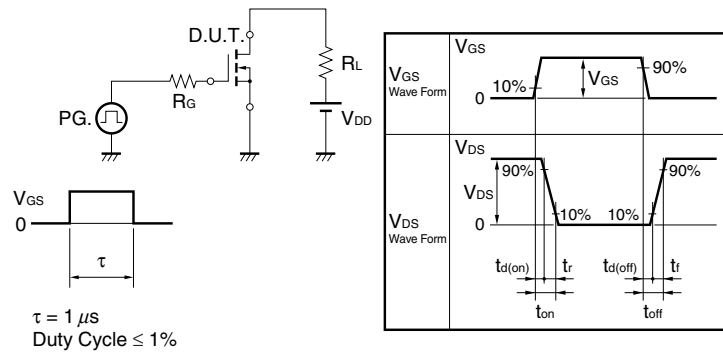 D.U.T.
RL
RG
PG.
VDD
VGS
0
τ
τ = 1 μs
Duty Cycle ≤ 1%
VGS
Wave Form
VGS
10%
VGS
90%
0
VDS
Wave Form
VDS
90%
VDS
90%
10%
10%
0
td(on)
tr
td(off)
tf
ton
toff